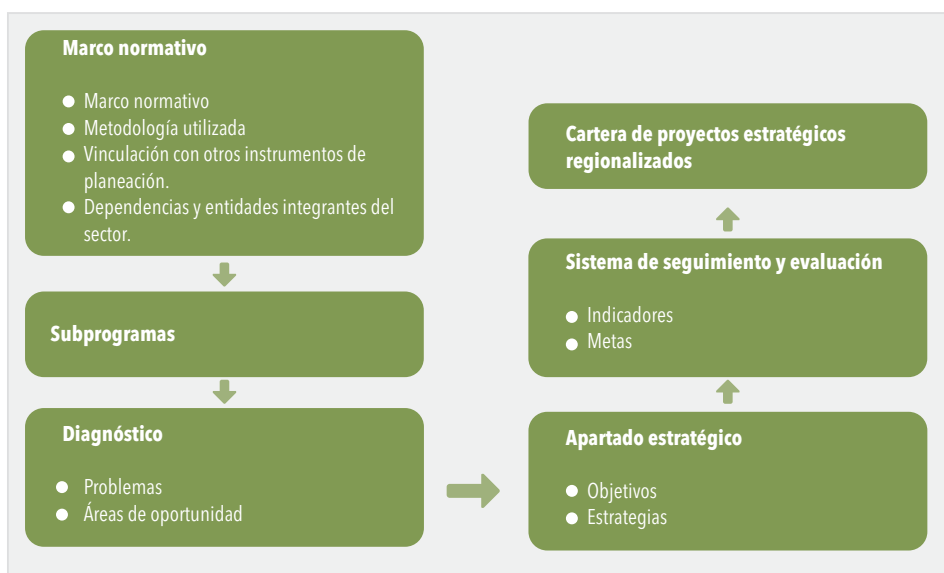 Marco normativo
Marco normativo
Metodología utilizada
Vinculación con otros instrumentos de
planeación.
Dependencias y entidades integrantes del
sector.
Subprogramas
Diagnóstico
Problemas
Áreas de oportunidad
Apartado estratégico
Objetivos
Estrategias
Sistema de seguimiento y evaluación
Indicadores
Metas
Cartera de proyectos estratégicos
regionalizados